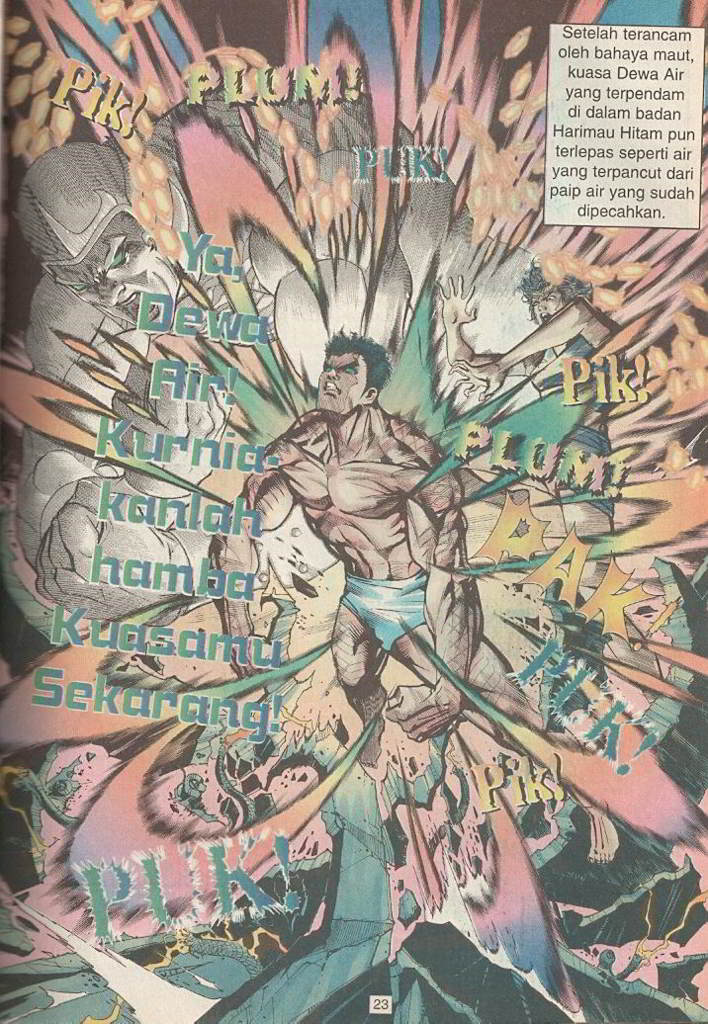 Setelah terancam
oleh bahaya maut,
kuasa Dewa Air
yang terpendam
di dalam badan
Harimau Hitam pun
terlepas seperti air
yang terpancut dari
paip air yang sudah
dipecahkan.
Pik!
PLUM!
PUK!
Ya,
Dewa
Air!
Kurnia-
kanlah
hamba
Kuasamu
Sekarang!
Pik!
PLUM!
PAK!
PUK!
Pik!
PUK!
23